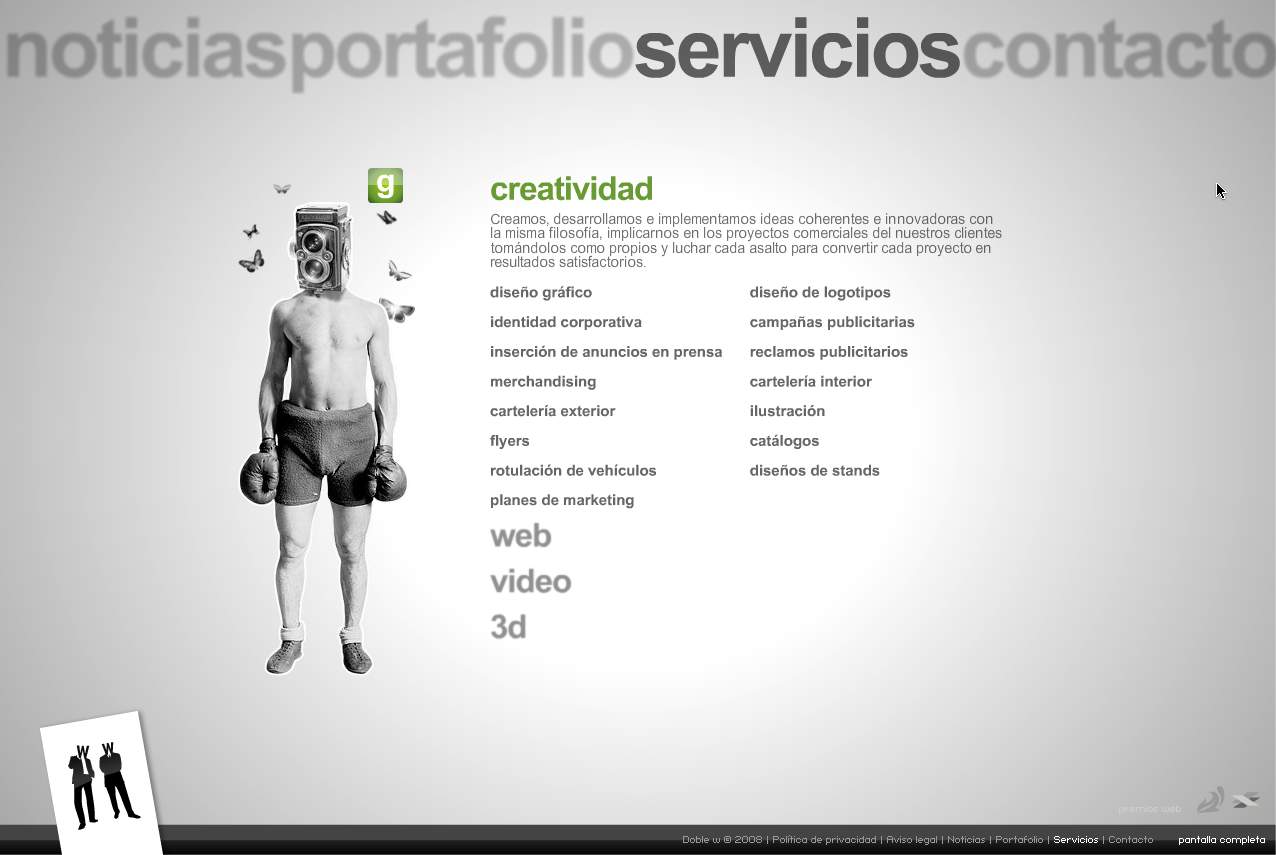 noticias portafolio servicios contacto
g
creatividad
Creamos, desarrollamos e implementamos ideas coherentes e innovadoras con
la misma filosofía, implicarnos en los proyectos comerciales del nuestros clientes
tomándolos como propios y luchar cada asalto para convertir cada proyecto en
resultados satisfactorios.
diseño gráfico diseño de logotipos
identidad corporativa campañas publicitarias
inserción de anuncios en prensa reclamos publicitarios
merchandising cartelería interior
cartelería exterior ilustración
flyers catálogos
rotulación de vehículos diseños de stands
planes de marketing
web
video
3d
W W
premios web
Doble w © 2008 | Política de privacidad | Aviso legal | Noticias | Portafolio | Servicios | Contacto pantalla completa